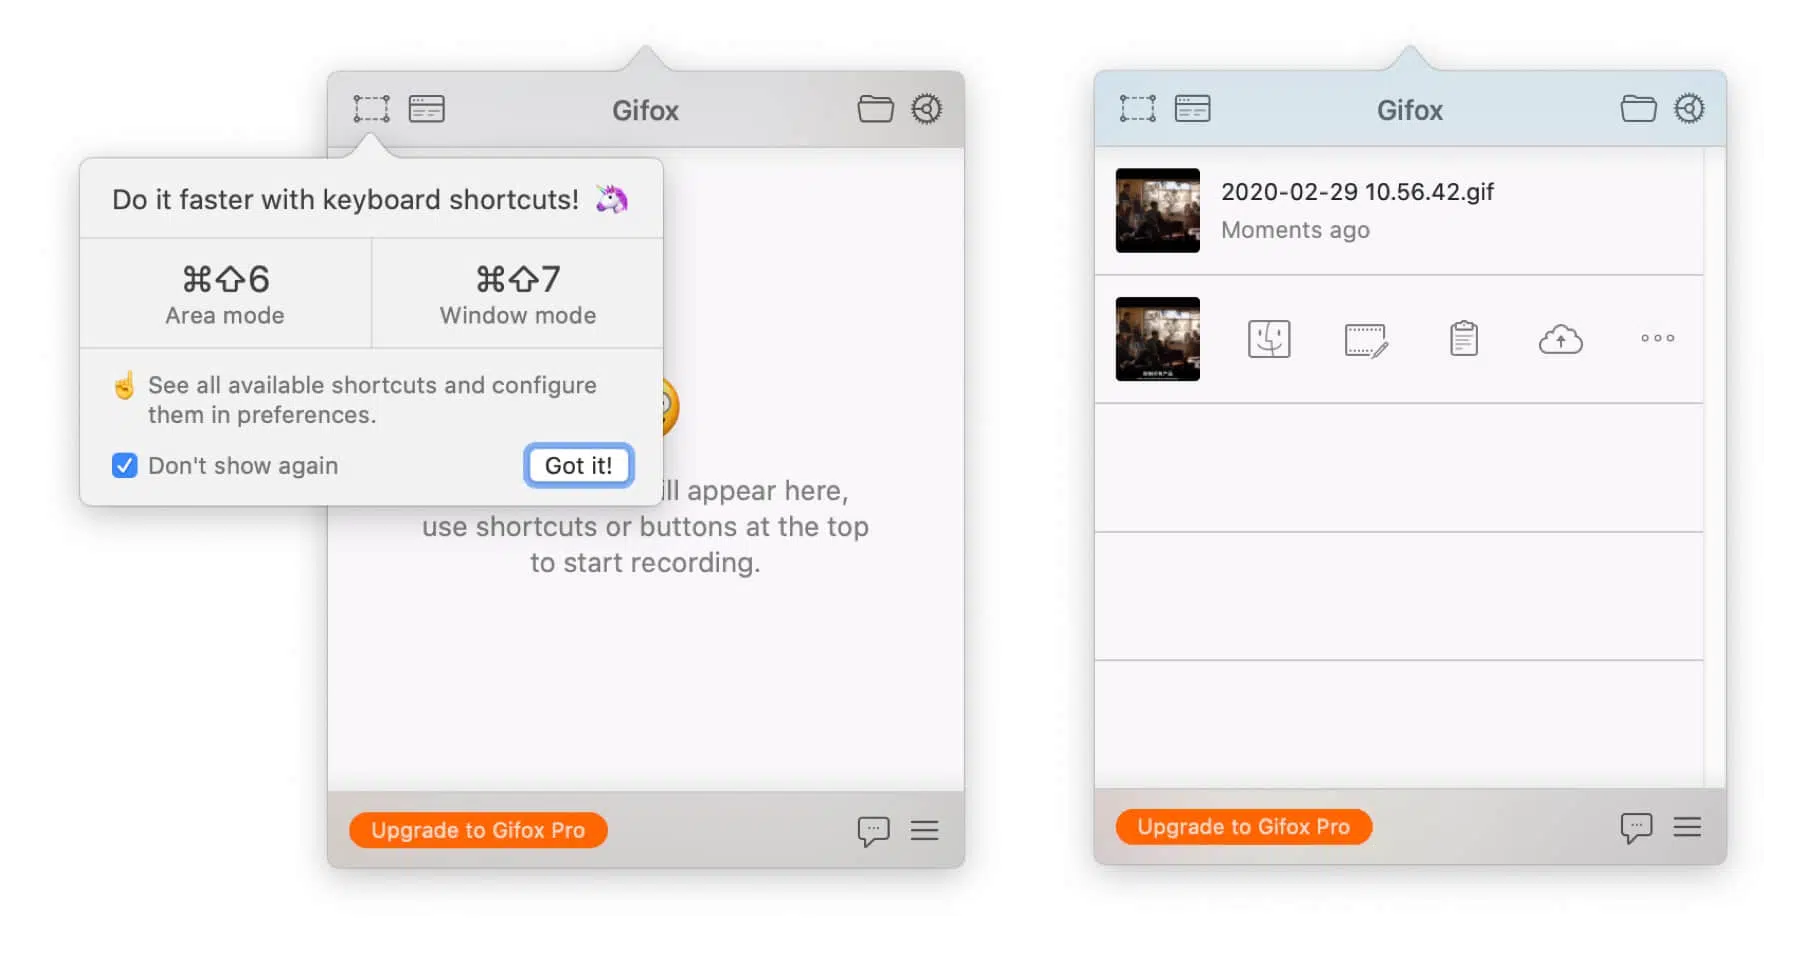 Gifox
Do it faster with keyboard shortcuts! 🦄
⌘⇧6
Area mode
⌘⇧7
Window mode
☝ See all available shortcuts and configure
them in preferences.
Don't show again
Got it!
appear here,
use shortcuts or buttons at the top
to start recording.
Upgrade to Gifox Pro
Gifox
2020-02-29 10.56.42.gif
Moments ago
Upgrade to Gifox Pro